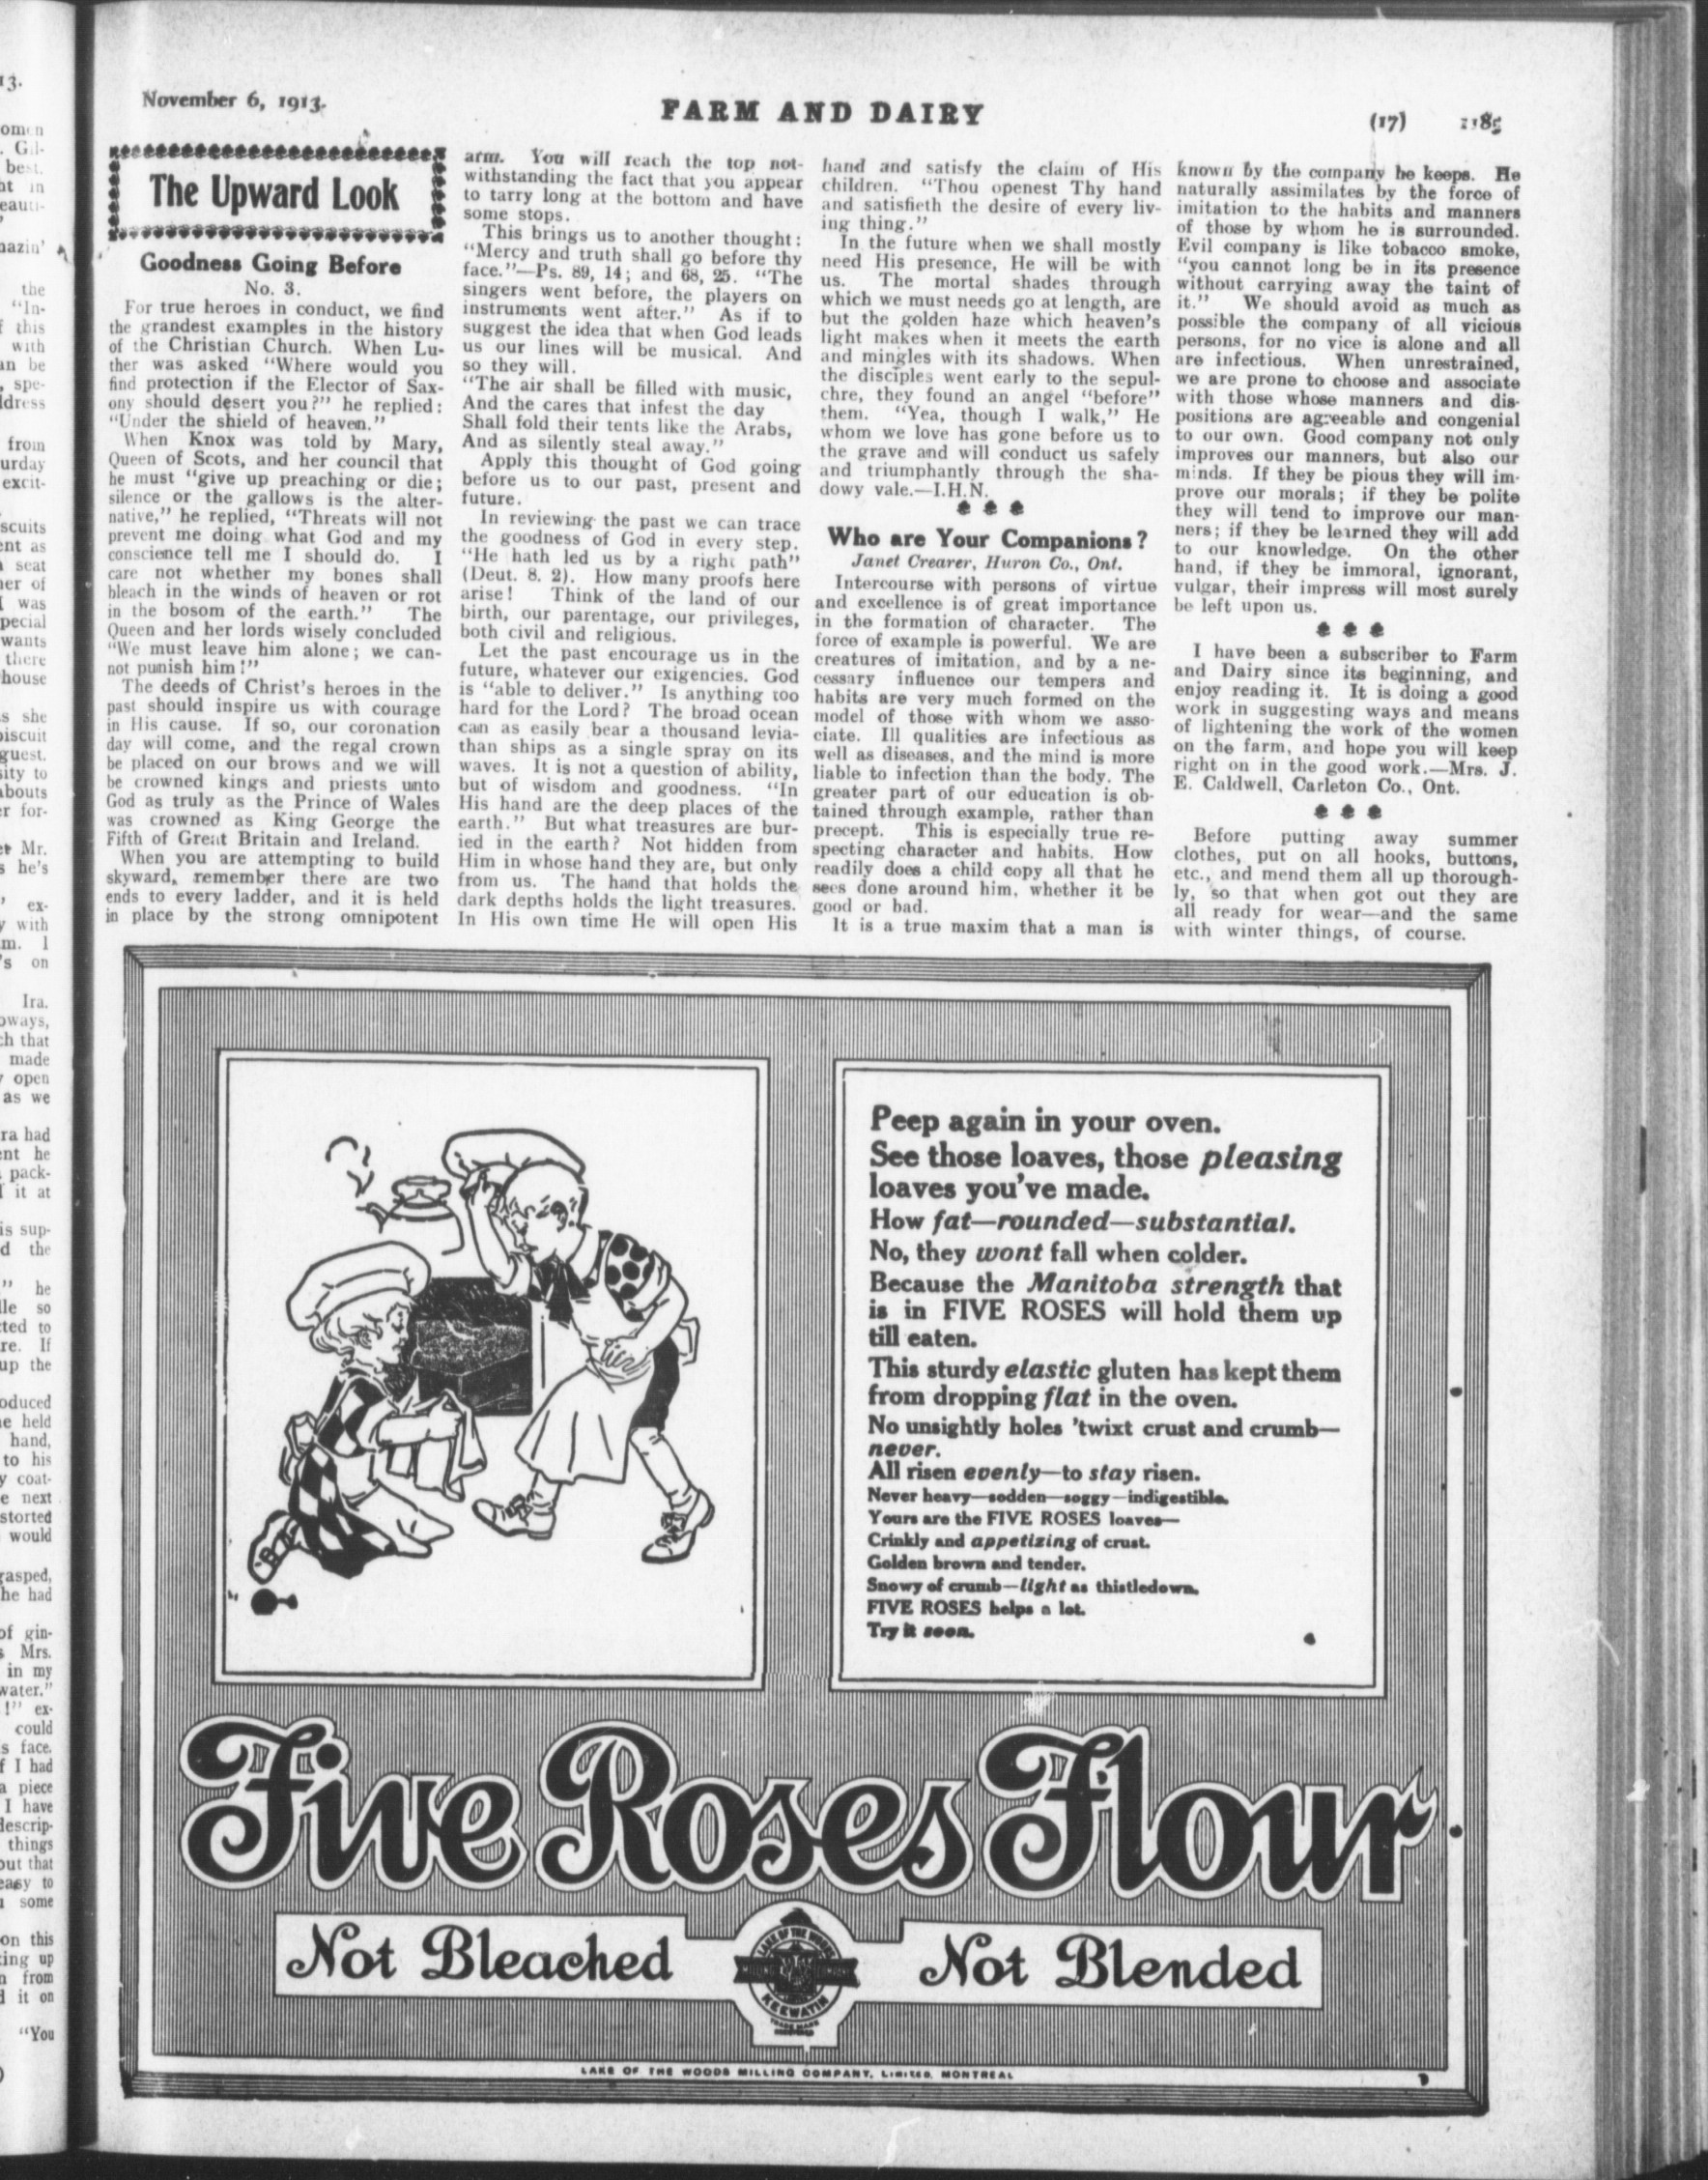 November 6, 1913.
FARM AND DAIRY
(17)
The Upward Look
Goodness Going Before
No. 3.
For true heroes in conduct, we find
the grandest examples in the history
of the Christian Church. When Lu-
ther was asked "Where would you
find protection if the Elector of Sax-
ony should desert you?" he replied:
"Under the shield of heaven."
When Knox was told by Mary,
Queen of Scots, and her council that
he must "give up preaching or die;
silence or the gallows is the alter-
native," he replied, "Threats will not
prevent me doing what God and my
conscience tell me I should do. I
care not whether my bones shall
bleach in the winds of heaven or rot
in the bosom of the earth." The
Queen and her lords wisely concluded
"We must leave him alone; we can-
not punish him!"
The deeds of Christ's heroes in the
past should inspire us with courage
in His cause. If so, our coronation
day will come, and the regal crown
be placed on our brows and we will
be crowned kings and priests unto
God as truly as the Prince of Wales
was crowned as King George the
Fifth of Great Britain and Ireland.
When you are attempting to build
skyward, remember there are two
ends to every ladder, and it is held
in place by the strong omnipotent
arm. You will reach the top not-
withstanding the fact that you appear
to tarry long at the bottom and have
some stops.
This brings us to another thought:
"Mercy and truth shall go before thy
face."—Ps. 89, 14; and 68, 25. "The
singers went before, the players on
instruments went after." As if to
suggest the idea that when God leads
us our lines will be musical. And
so they will.
"The air shall be filled with music,
And the cares that infest the day
Shall fold their tents like the Arabs,
And as silently steal away."
Apply this thought of God going
before us to our past, present and
future.
In reviewing the past we can trace
the goodness of God in every step.
"He hath led us by a right path"
(Deut. 8. 2). How many proofs here
arise! Think of the land of our
birth, our parentage, our privileges,
both civil and religious.
Let the past encourage us in the
future, whatever our exigencies. God
is "able to deliver." Is anything too
hard for the Lord? The broad ocean
can as easily bear a thousand levia-
than ships as a single spray on its
waves. It is not a question of ability,
but of wisdom and goodness. "In
His hand are the deep places of the
earth." But what treasures are bur-
ied in the earth? Not hidden from
Him in whose hand they are, but only
from us. The hand that holds the
dark depths holds the light treasures.
In His own time He will open His
hand and satisfy the claim of His
children. "Thou openest Thy hand
and satisfieth the desire of every liv-
ing thing."
In the future when we shall mostly
need His presence, He will be with
us. The mortal shades through
which we must needs go at length, are
but the golden haze which heaven's
light makes when it meets the earth
and mingles with its shadows. When
the disciples went early to the sepul-
chre, they found an angel "before"
them. "Yea, though I walk," He
whom we love has gone before us to
the grave and will conduct us safely
and triumphantly through the sha-
dowy vale.—I.H.N.
Who are Your Companions?
Janet Crearer, Huron Co., Ont.
Intercourse with persons of virtue
and excellence is of great importance
in the formation of character. The
force of example is powerful. We are
creatures of imitation, and by a ne-
cessary influence our tempers and
habits are very much formed on the
model of those with whom we asso-
ciate. Ill qualities are infectious as
well as diseases, and the mind is more
liable to infection than the body. The
greater part of our education is ob-
tained through example, rather than
precept. This is especially true re-
specting character and habits. How
readily does a child copy all that he
sees done around him, whether it be
good or bad.
It is a true maxim that a man is
known by the company he keeps. He
naturally assimilates by the force of
imitation to the habits and manners
of those by whom he is surrounded.
Evil company is like tobacco smoke,
"you cannot long be in its presence
without carrying away the taint of
it." We should avoid as much as
possible the company of all vicious
persons, for no vice is alone and all
are infectious. When unrestrained,
we are prone to choose and associate
with those whose manners and dis-
positions are agreeable and congenial
to our own. Good company not only
improves our manners, but also our
minds. If they be pious they will im-
prove our morals; if they be polite
they will tend to improve our man-
ners; if they be learned they will add
to our knowledge. On the other
hand, if they be immoral, ignorant,
vulgar, their impress will most surely
be left upon us.
I have been a subscriber to Farm
and Dairy since its beginning, and
enjoy reading it. It is doing a good
work in suggesting ways and means
of lightening the work of the women
on the farm, and hope you will keep
right on in the good work.—Mrs. J.
E. Caldwell, Carleton Co., Ont.
Before putting away summer
clothes, put on all hooks, buttons,
etc., and mend them all up thorough-
ly, so that when got out they are
all ready for wear—and the same
with winter things, of course.
Peep again in your oven.
See those loaves, those pleasing
loaves you've made.
How fat—rounded—substantial.
No, they wont fall when colder.
Because the Manitoba strength that
is in FIVE ROSES will hold them up
till eaten.
This sturdy elastic gluten has kept them
from dropping flat in the oven.
No unsightly holes 'twixt crust and crumb—
never.
All risen evenly—to stay risen.
Never heavy—sodden—soggy—indigestible.
Yours are the FIVE ROSES loaves—
Crinkly and appetizing of crust.
Golden brown and tender.
Snowy of crumb—light as thistledown.
FIVE ROSES helps a lot.
Try it soon.
Five Roses Flour
Not Bleached
LAKE OF THE WOODS
KEEWATIN
TRADE MARK
Not Blended
LAKE OF THE WOODS MILLING COMPANY, LIMITED, MONTREAL